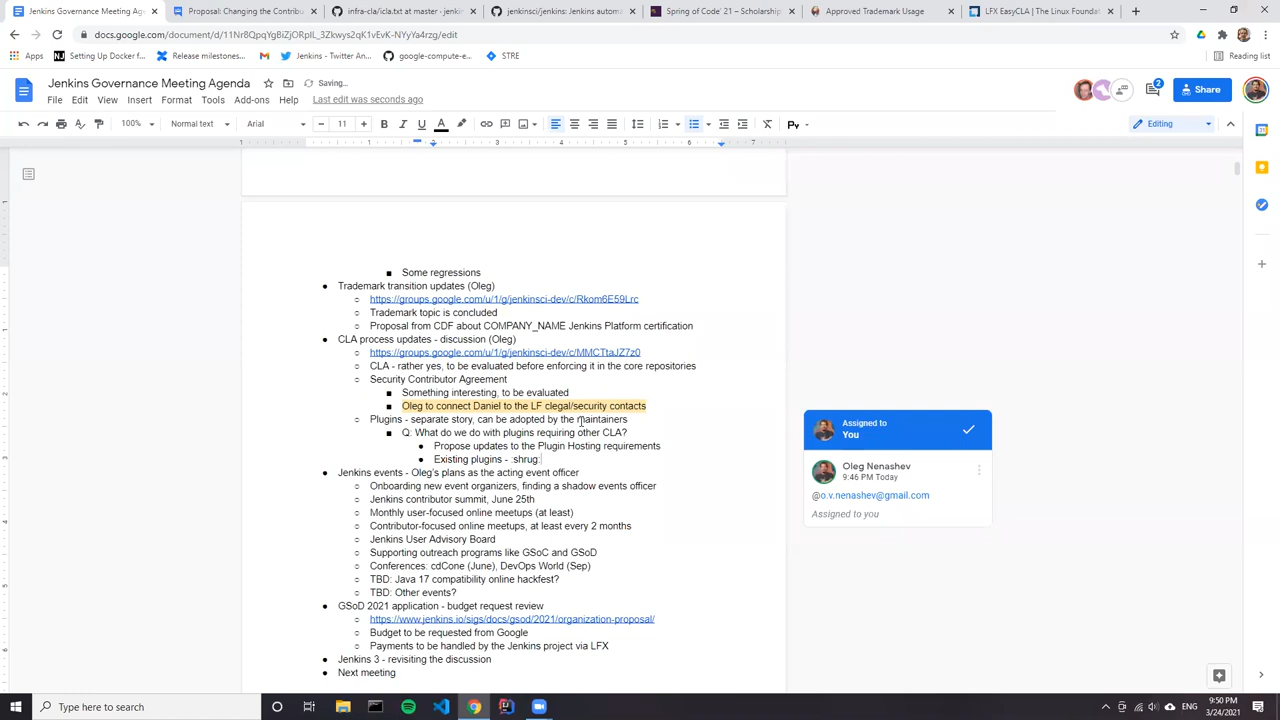 Jenkins Governance Meeting Age
Proposal: Changing the Contribu
infra-cla/icla.txt at master · jenki
jenkinsci/jenkins: Jenkins autom
Spring of Code '21 – Scholarship
Approved Trademark Usage
LFX EasyCLA | The Linux Founda
docs.google.com/document/d/11Nr8QpqYgBiZjORplL_3Zkwys2qK1vEvK-NYyYa4rzg/edit
Apps
Setting Up Docker f...
Release milestones...
Jenkins - Twitter An...
google-compute-e...
STRE
Reading list
Jenkins Governance Meeting Agenda
Saving...
File Edit View Insert Format Tools Add-ons Help
Last edit was seconds ago
2
Share
100%
Normal text
Arial
11
Editing
■ Some regressions
● Trademark transition updates (Oleg)
○ https://groups.google.com/u/1/g/jenkinsci-dev/c/Rkom6E59Lrc
○ Trademark topic is concluded
○ Proposal from CDF about COMPANY_NAME Jenkins Platform certification
● CLA process updates - discussion (Oleg)
○ https://groups.google.com/u/1/g/jenkinsci-dev/c/MMCTtaJZ7z0
○ CLA - rather yes, to be evaluated before enforcing it in the core repositories
○ Security Contributor Agreement
■ Something interesting, to be evaluated
■ Oleg to connect Daniel to the LF clegal/security contacts
○ Plugins - separate story, can be adopted by the maintainers
■ Q: What do we do with plugins requiring other CLA?
● Propose updates to the Plugin Hosting requirements
● Existing plugins - :shrug:
● Jenkins events - Oleg's plans as the acting event officer
○ Onboarding new event organizers, finding a shadow events officer
○ Jenkins contributor summit, June 25th
○ Monthly user-focused online meetups (at least)
○ Contributor-focused online meetups, at least every 2 months
○ Jenkins User Advisory Board
○ Supporting outreach programs like GSoC and GSoD
○ Conferences: cdCone (June), DevOps World (Sep)
○ TBD: Java 17 compatibility online hackfest?
○ TBD: Other events?
● GSoD 2021 application - budget request review
○ https://www.jenkins.io/sigs/docs/gsod/2021/organization-proposal/
○ Budget to be requested from Google
○ Payments to be handled by the Jenkins project via LFX
● Jenkins 3 - revisiting the discussion
● Next meeting
Assigned to
You
Oleg Nenashev
9:46 PM Today
@o.v.nenashev@gmail.com
Assigned to you
Type here to search
ENG
9:50 PM
3/24/2021